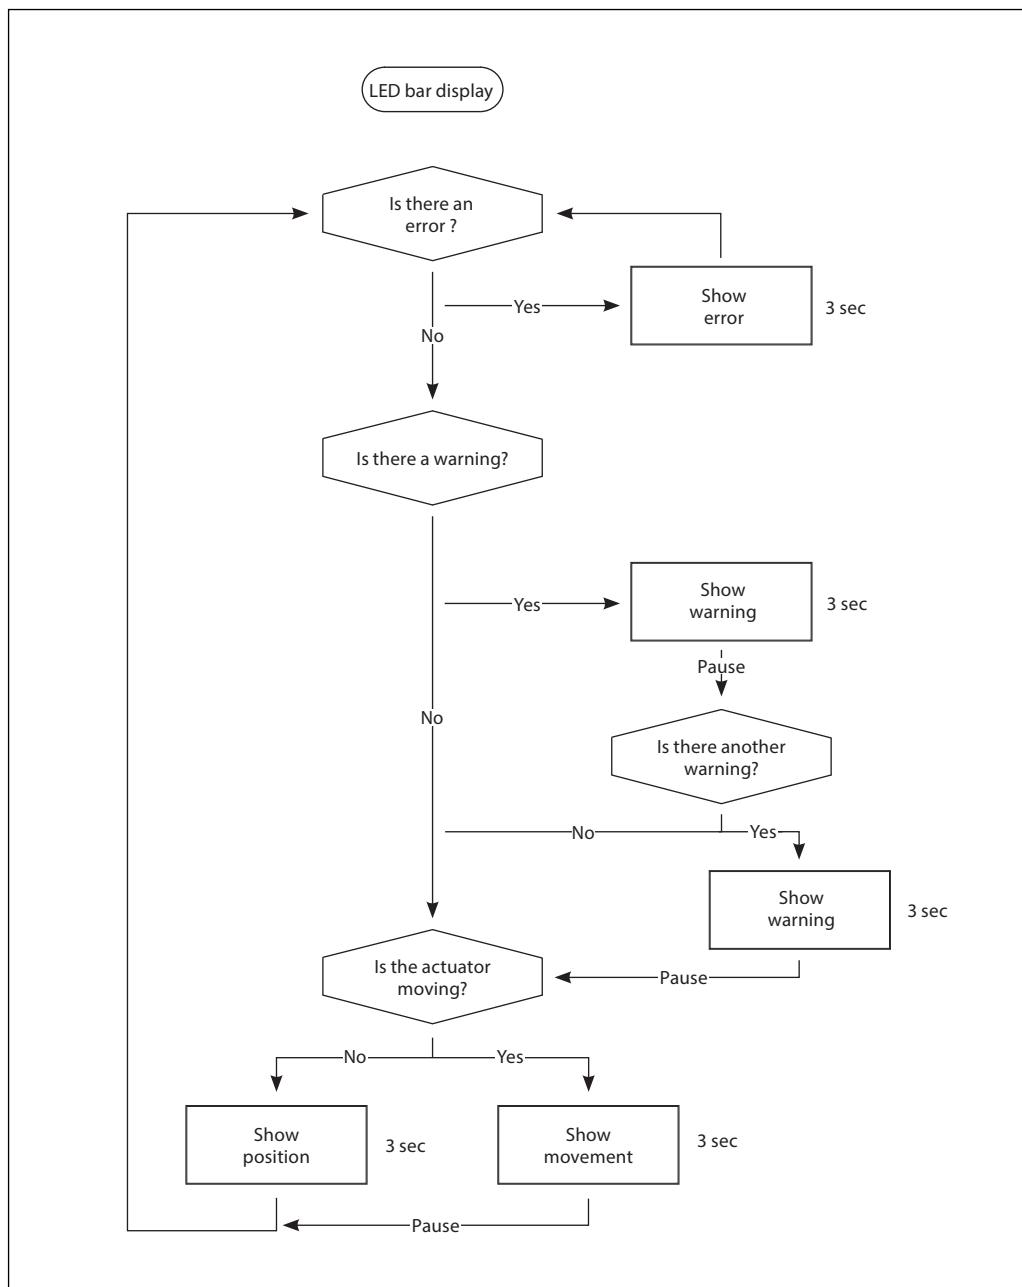 LED bar display
Is there an
error ?
Yes
Show
error
3 sec
No
Is there a warning?
Yes
Show
warning
3 sec
Pause
No
Is there another
warning?
No
Yes
Show
warning
3 sec
Is the actuator
moving?
Pause
No
Yes
Show
position
3 sec
Show
movement
3 sec
Pause